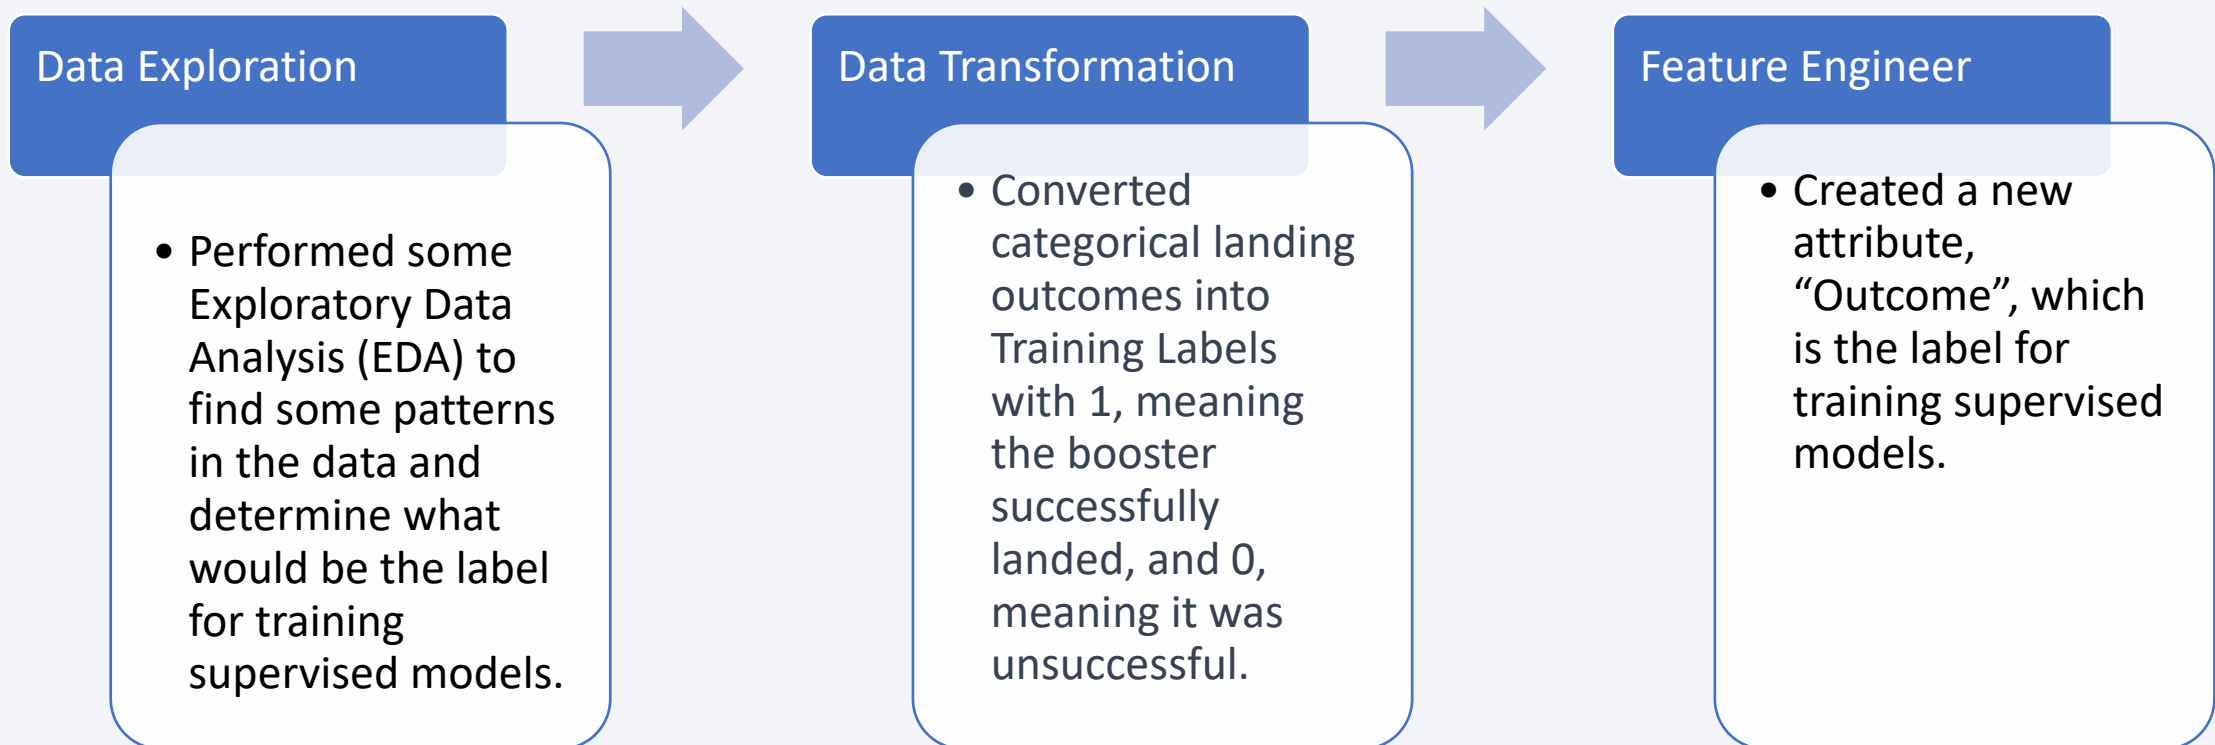 Data Exploration
• Performed some
Exploratory Data
Analysis (EDA) to
find some patterns
in the data and
determine what
would be the label
for training
supervised models.
Data Transformation
• Converted
categorical landing
outcomes into
Training Labels
with 1, meaning
the booster
successfully
landed, and 0,
meaning it was
unsuccessful.
Feature Engineer
• Created a new
attribute,
“Outcome”, which
is the label for
training supervised
models.